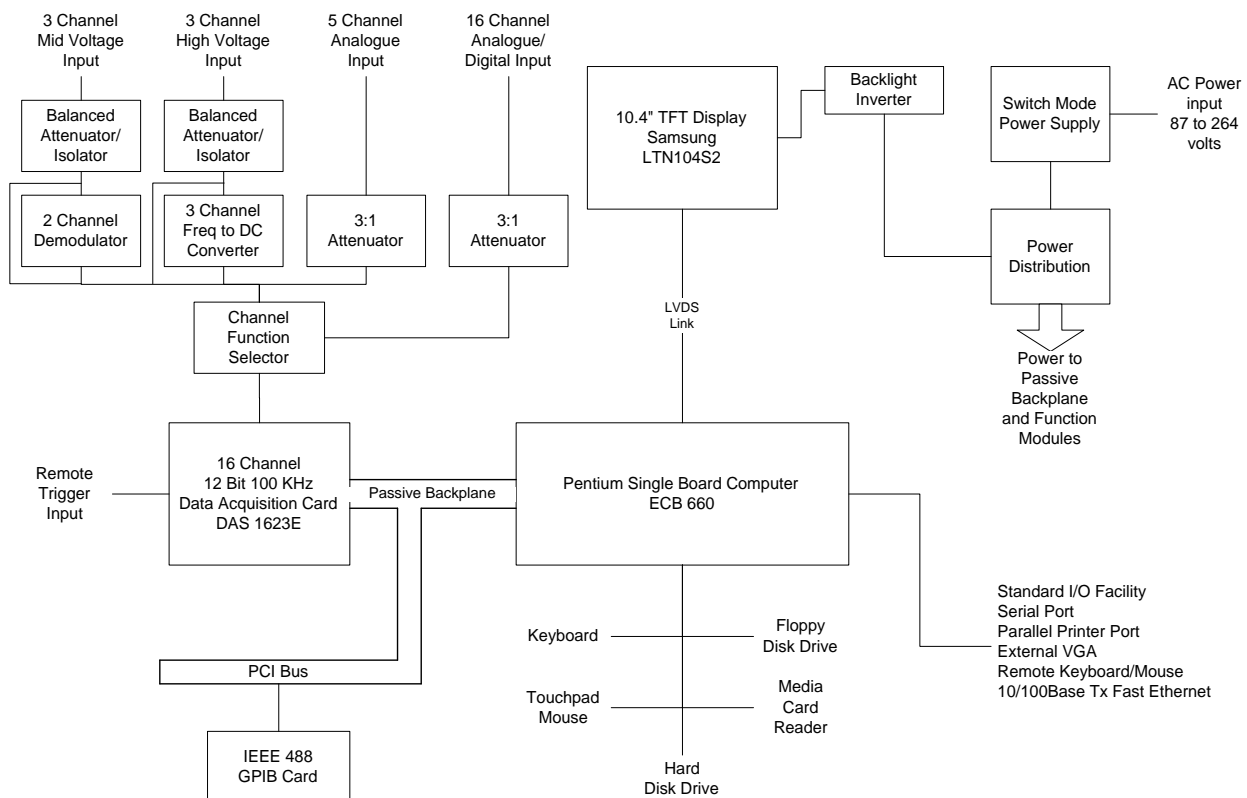 3 Channel
Mid Voltage
Input
3 Channel
High Voltage
Input
5 Channel
Analogue
Input
16 Channel
Analogue/
Digital Input
Balanced
Attenuator/
Isolator
Balanced
Attenuator/
Isolator
10.4" TFT Display
Samsung
LTN104S2
Backlight
Inverter
Switch Mode
Power Supply
AC Power
input
87 to 264
volts
2 Channel
Demodulator
3 Channel
Freq to DC
Converter
3:1
Attenuator
3:1
Attenuator
Power
Distribution
Channel
Function
Selector
LVDS
Link
Power to
Passive
Backplane
and Function
Modules
Remote
Trigger
Input
16 Channel
12 Bit 100 KHz
Data Acquisition Card
DAS 1623E
Passive Backplane
Pentium Single Board Computer
ECB 660
Standard I/O Facility
Serial Port
Parallel Printer Port
External VGA
Remote Keyboard/Mouse
10/100Base Tx Fast Ethernet
Keyboard
Floppy
Disk Drive
PCI Bus
Touchpad
Mouse
Media
Card
Reader
IEEE 488
GPIB Card
Hard
Disk Drive